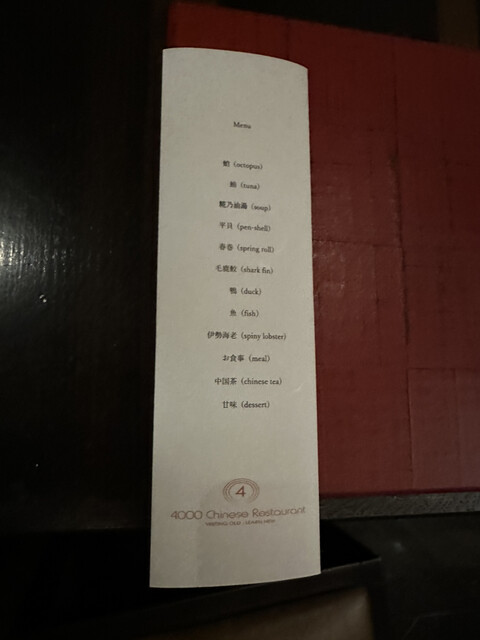 Menu
蛸 (octopus)
鮪 (tuna)
鴛乃油湯 (soup)
平貝 (pen-shell)
春巻 (spring roll)
毛鹿鮫 (shark fin)
鴨 (duck)
魚 (fish)
伊勢海老 (spiny lobster)
お食事 (meal)
中国茶 (chinese tea)
甘味 (dessert)
4
4000 Chinese Restaurant